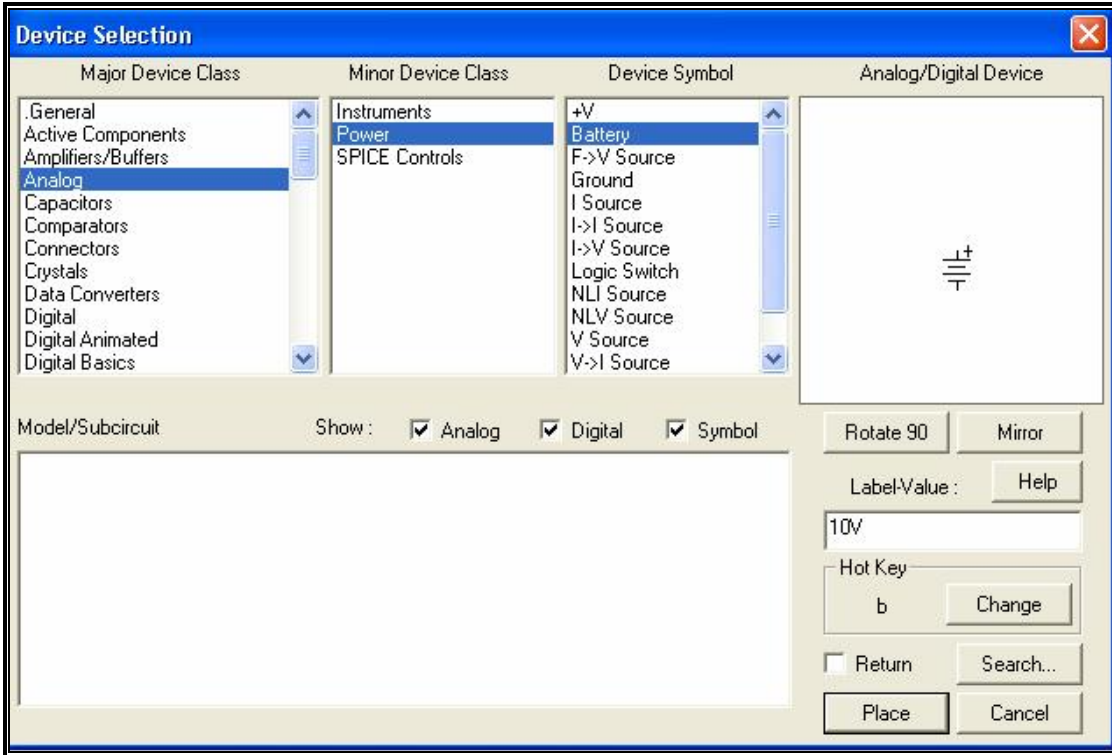 Device Selection
Major Device Class
Minor Device Class
Device Symbol
Analog/Digital Device
.General
Active Components
Amplifiers/Buffers
Analog
Capacitors
Comparators
Connectors
Crystals
Data Converters
Digital
Digital Animated
Digital Basics
Instruments
Power
SPICE Controls
+V
Battery
F->V Source
Ground
I Source
I->I Source
I->V Source
Logic Switch
NLI Source
NLV Source
V Source
V->I Source
+
Model/Subcircuit
Show :
Analog
Digital
Symbol
Rotate 90
Mirror
Label-Value :
Help
10V
Hot Key
b
Change
Return
Search...
Place
Cancel